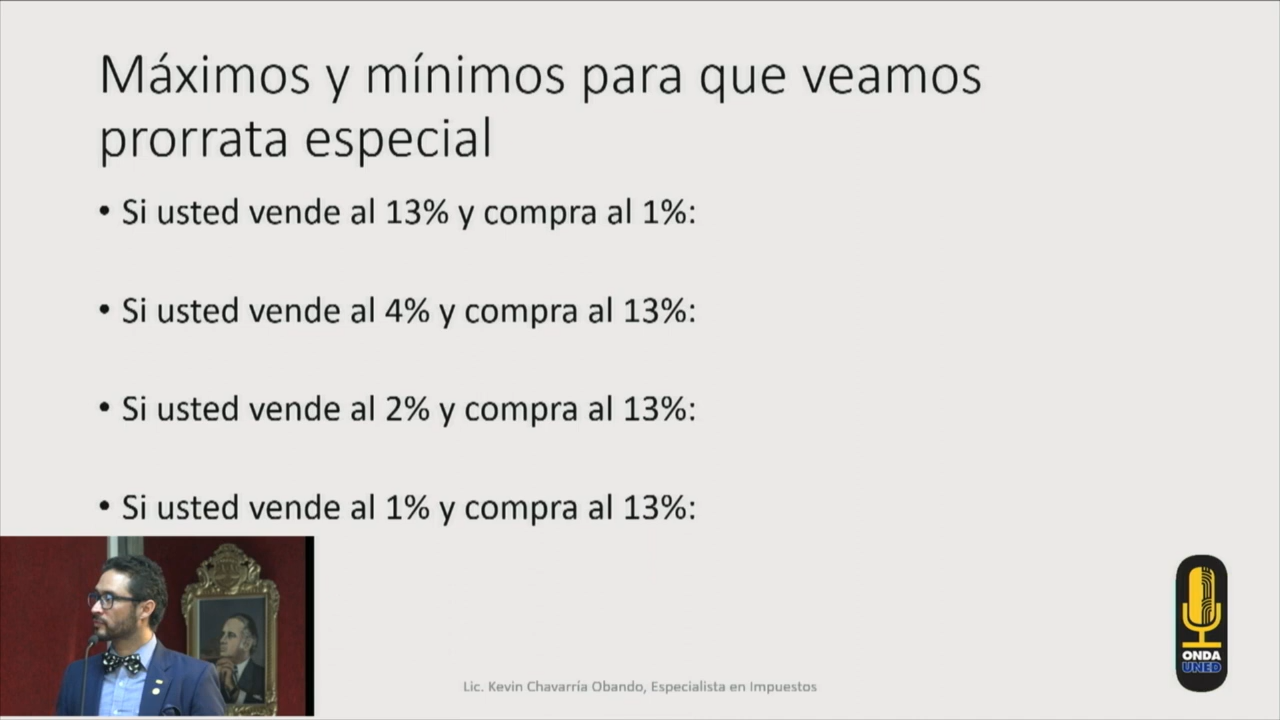 Máximos y mínimos para que veamos
prorrata especial
• Si usted vende al 13% y compra al 1%:
• Si usted vende al 4% y compra al 13%:
• Si usted vende al 2% y compra al 13%:
• Si usted vende al 1% y compra al 13%:
Lic. Kevin Chavarría Obando, Especialista en Impuestos
ONDA
UNED